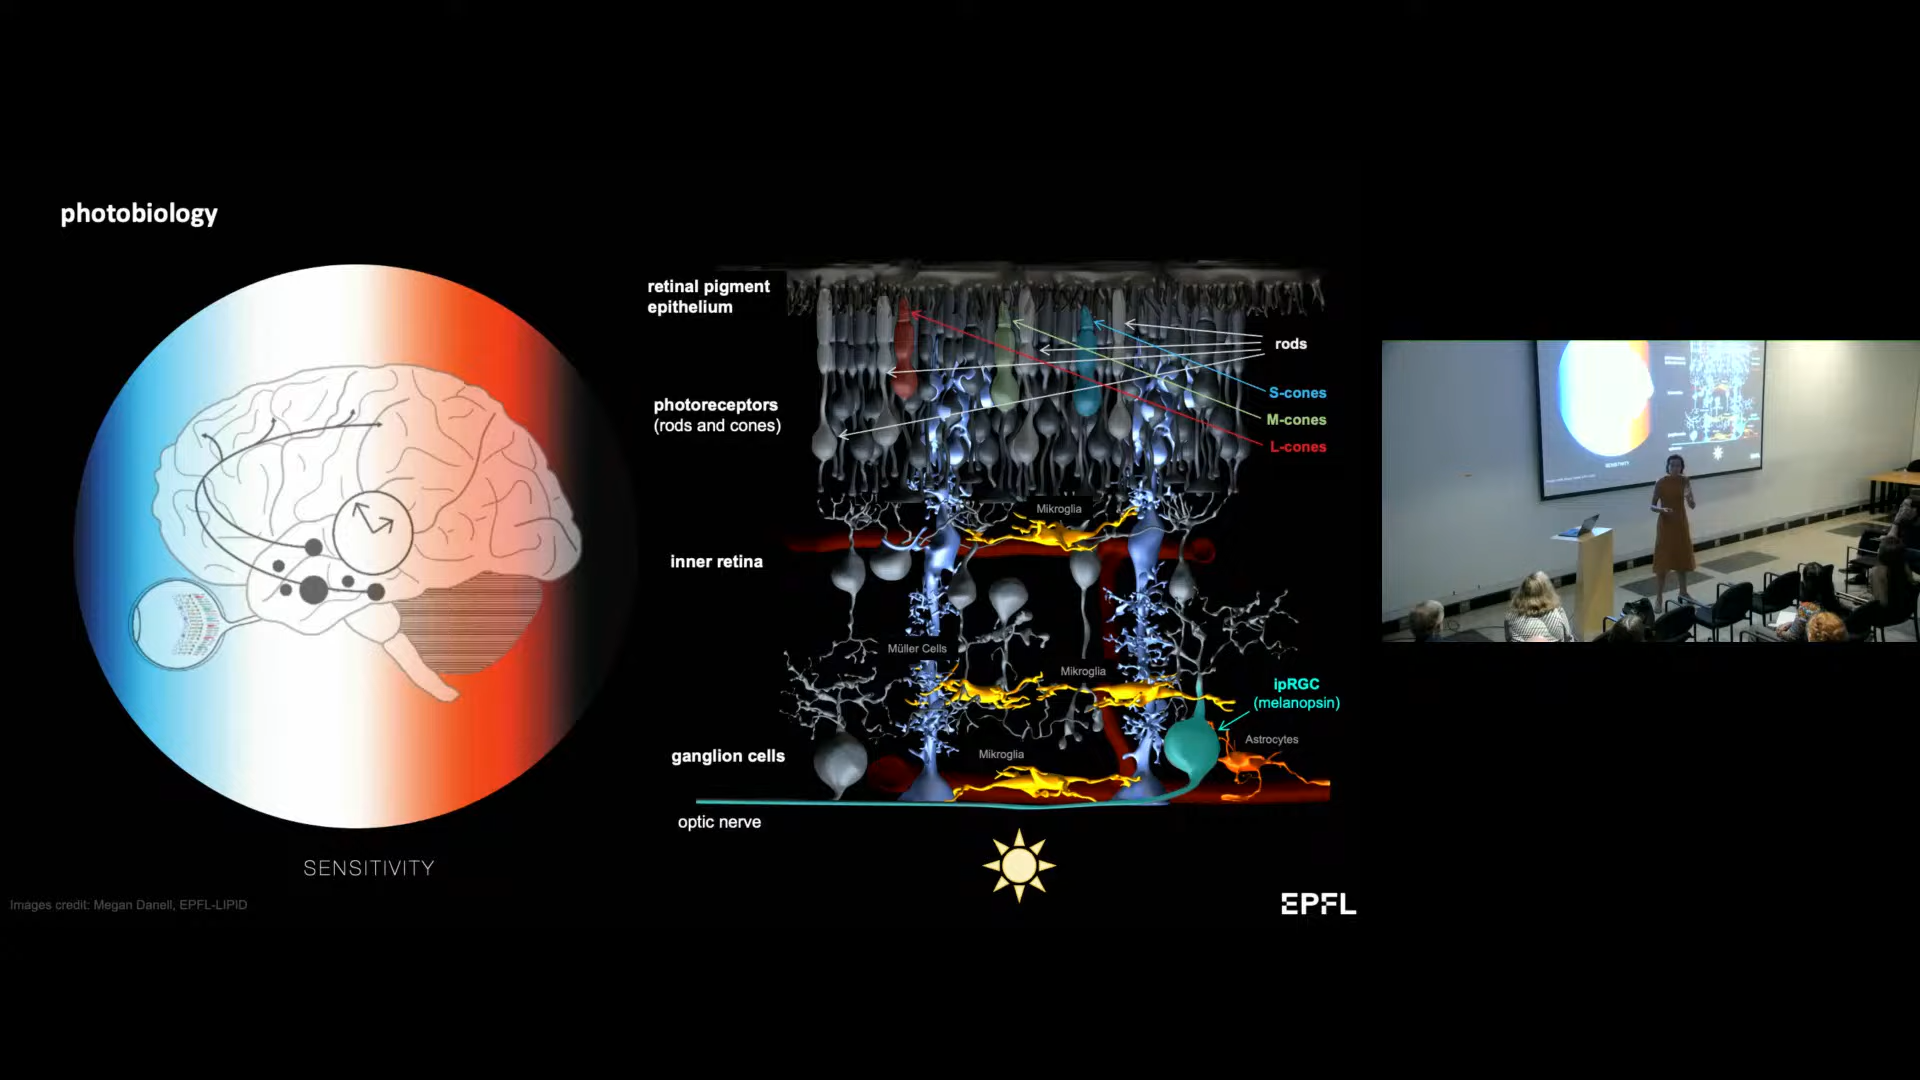 photobiology
SENSITIVITY
Images credit: Megan Danell, EPFL-LIPID
retinal pigment
epithelium
photoreceptors
(rods and cones)
inner retina
ganglion cells
optic nerve
rods
S-cones
M-cones
L-cones
Mikroglia
Müller Cells
Mikroglia
ipRGC
(melanopsin)
Astrocytes
Mikroglia
EPFL
SENSITIVITY